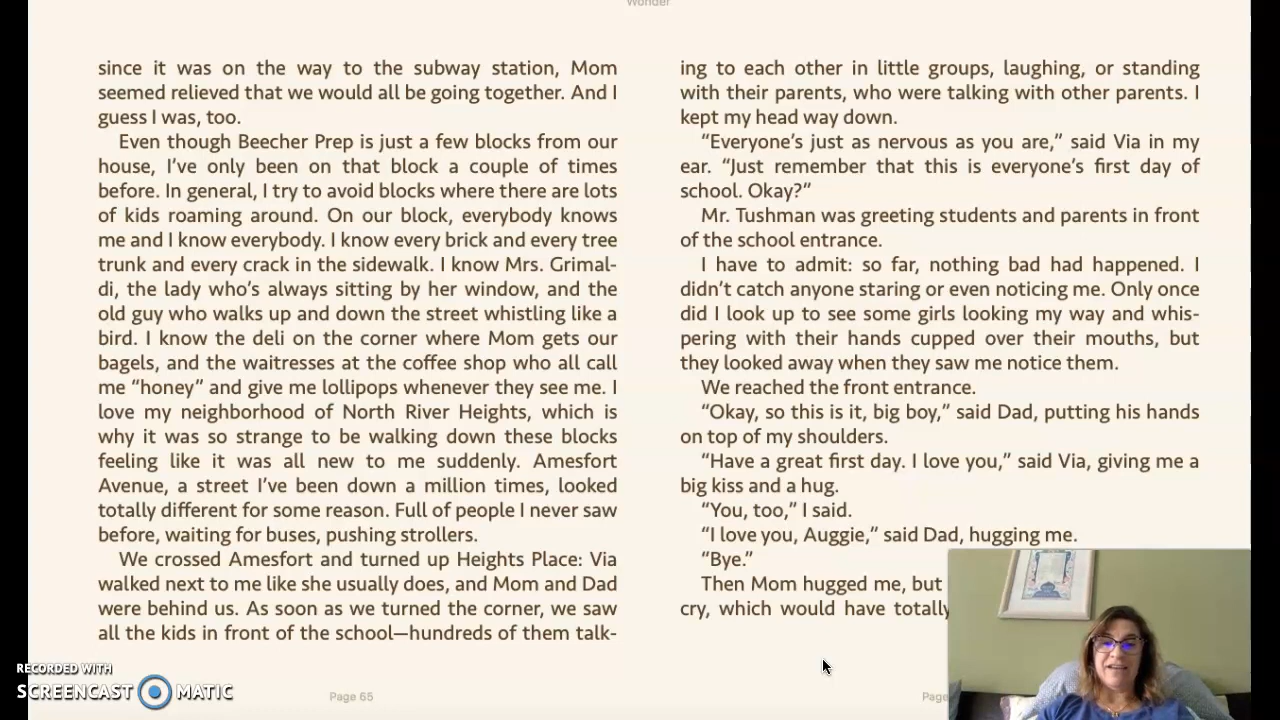 Wonder
since it was on the way to the subway station, Mom
seemed relieved that we would all be going together. And I
guess I was, too.
Even though Beecher Prep is just a few blocks from our
house, I’ve only been on that block a couple of times
before. In general, I try to avoid blocks where there are lots
of kids roaming around. On our block, everybody knows
me and I know everybody. I know every brick and every tree
trunk and every crack in the sidewalk. I know Mrs. Grimal-
di, the lady who’s always sitting by her window, and the
old guy who walks up and down the street whistling like a
bird. I know the deli on the corner where Mom gets our
bagels, and the waitresses at the coffee shop who all call
me “honey” and give me lollipops whenever they see me. I
love my neighborhood of North River Heights, which is
why it was so strange to be walking down these blocks
feeling like it was all new to me suddenly. Amesfort
Avenue, a street I’ve been down a million times, looked
totally different for some reason. Full of people I never saw
before, waiting for buses, pushing strollers.
We crossed Amesfort and turned up Heights Place: Via
walked next to me like she usually does, and Mom and Dad
were behind us. As soon as we turned the corner, we saw
all the kids in front of the school—hundreds of them talk-
Page 65
ing to each other in little groups, laughing, or standing
with their parents, who were talking with other parents. I
kept my head way down.
“Everyone’s just as nervous as you are,” said Via in my
ear. “Just remember that this is everyone’s first day of
school. Okay?”
Mr. Tushman was greeting students and parents in front
of the school entrance.
I have to admit: so far, nothing bad had happened. I
didn’t catch anyone staring or even noticing me. Only once
did I look up to see some girls looking my way and whis-
pering with their hands cupped over their mouths, but
they looked away when they saw me notice them.
We reached the front entrance.
“Okay, so this is it, big boy,” said Dad, putting his hands
on top of my shoulders.
“Have a great first day. I love you,” said Via, giving me a
big kiss and a hug.
“You, too,” I said.
“I love you, Auggie,” said Dad, hugging me.
“Bye.”
Then Mom hugged me, but
cry, which would have totally
Page
RECORDED WITH
SCREENCAST MATIC